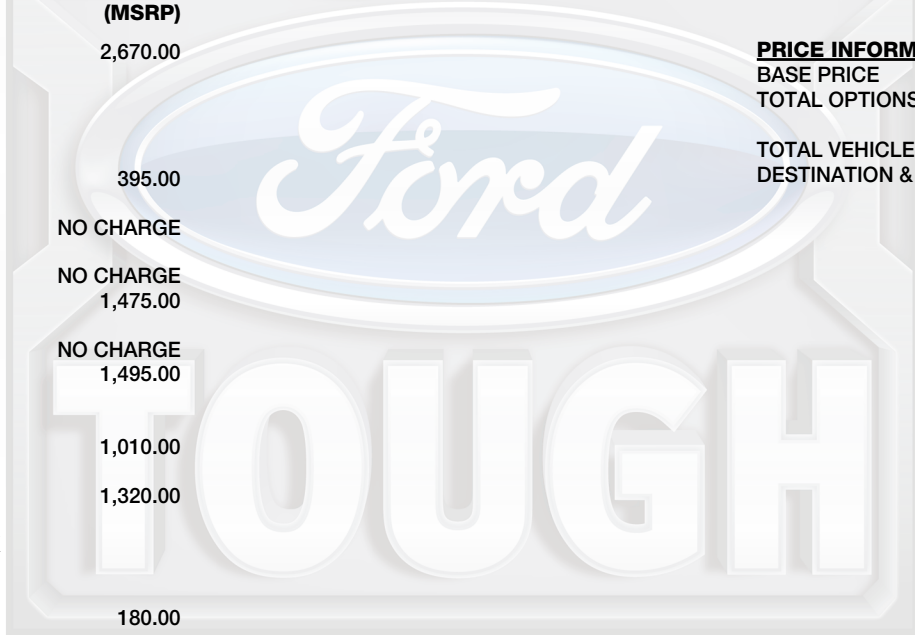 (MSRP)
2,670.00
395.00
NO CHARGE
NO CHARGE
1,475.00
NO CHARGE
1,495.00
1,010.00
1,320.00
180.00
PRICE INFORM
BASE PRICE
TOTAL OPTIONS
TOTAL VEHICLE
DESTINATION &
Ford
TOUGH